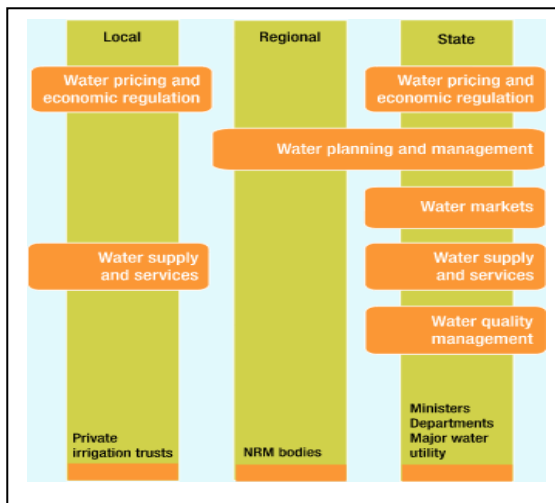 Local
Regional
State
Water pricing and
economic regulation
Water pricing and
economic regulation
Water planning and management
Water markets
Water supply
and services
Water supply
and services
Water quality
management
Private
irrigation trusts
NRM bodies
Ministers
Departments
Major water
utility